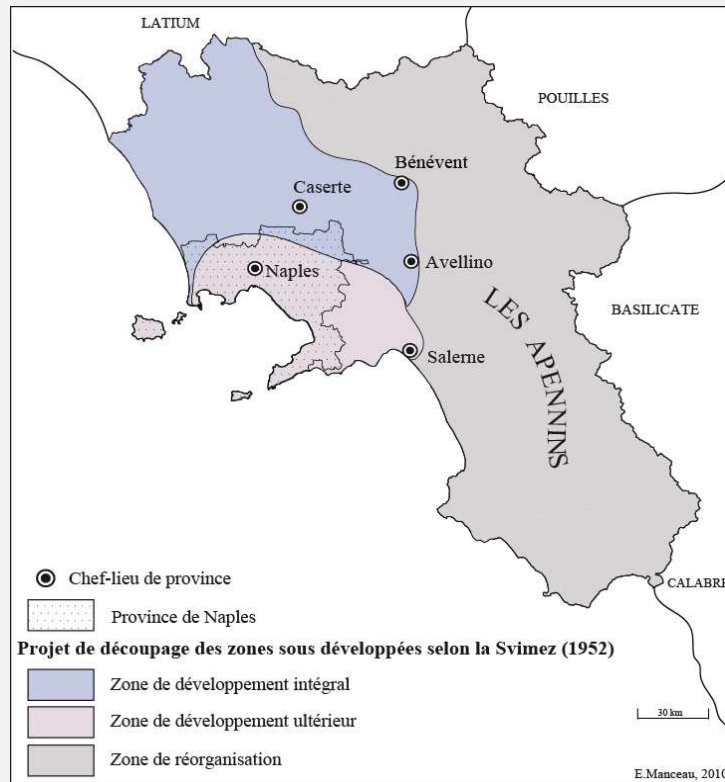 LATIUM
POUILLES
Bénévent
Caserte
Avellino
Naples
BASILICATE
LES APENNINS
Salerne
CALABRE
Chef-lieu de province
Province de Naples
Projet de découpage des zones sous développées selon la Svimez (1952)
Zone de développement intégral
Zone de développement ultérieur
Zone de réorganisation
30 km
E.Manceau, 2010